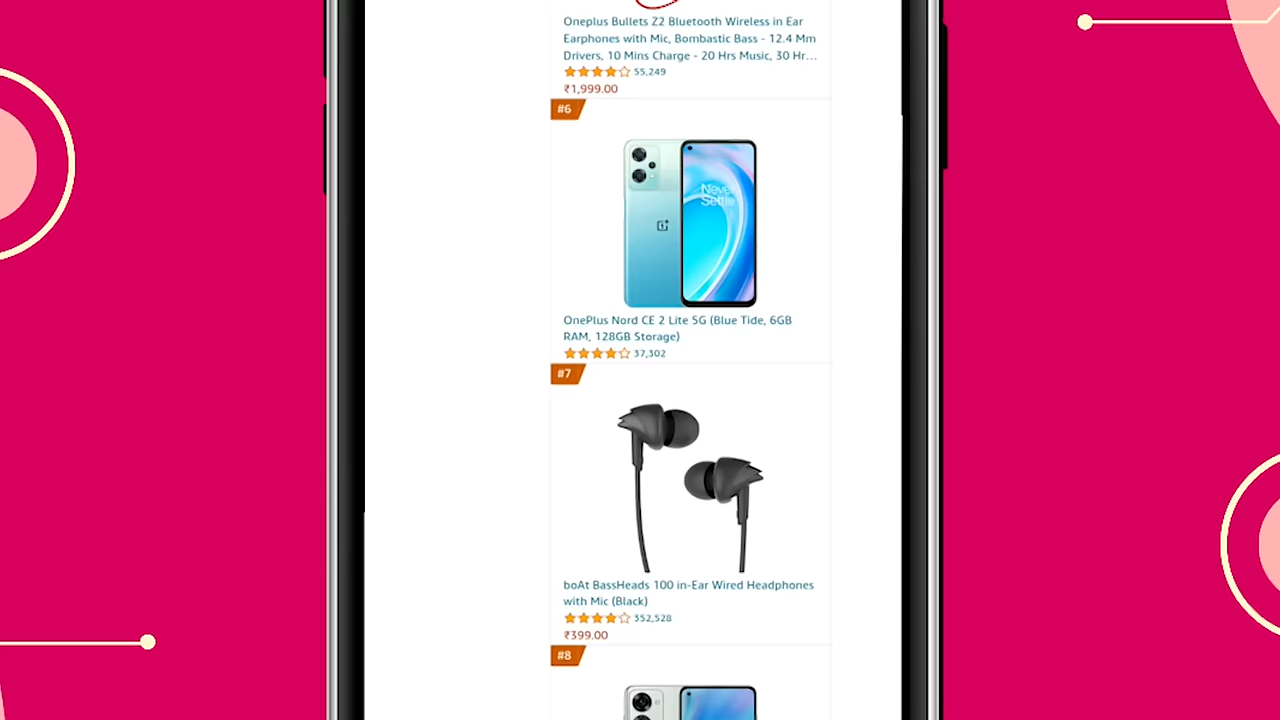 Oneplus Bullets Z2 Bluetooth Wireless in Ear
Earphones with Mic, Bombastic Bass - 12.4 Mm
Drivers, 10 Mins Charge - 20 Hrs Music, 30 Hr...
55,249
₹1,999.00
#6
Never
Settle
OnePlus Nord CE 2 Lite 5G (Blue Tide, 6GB
RAM, 128GB Storage)
37,302
#7
boAt BassHeads 100 in-Ear Wired Headphones
with Mic (Black)
352,528
₹399.00
#8